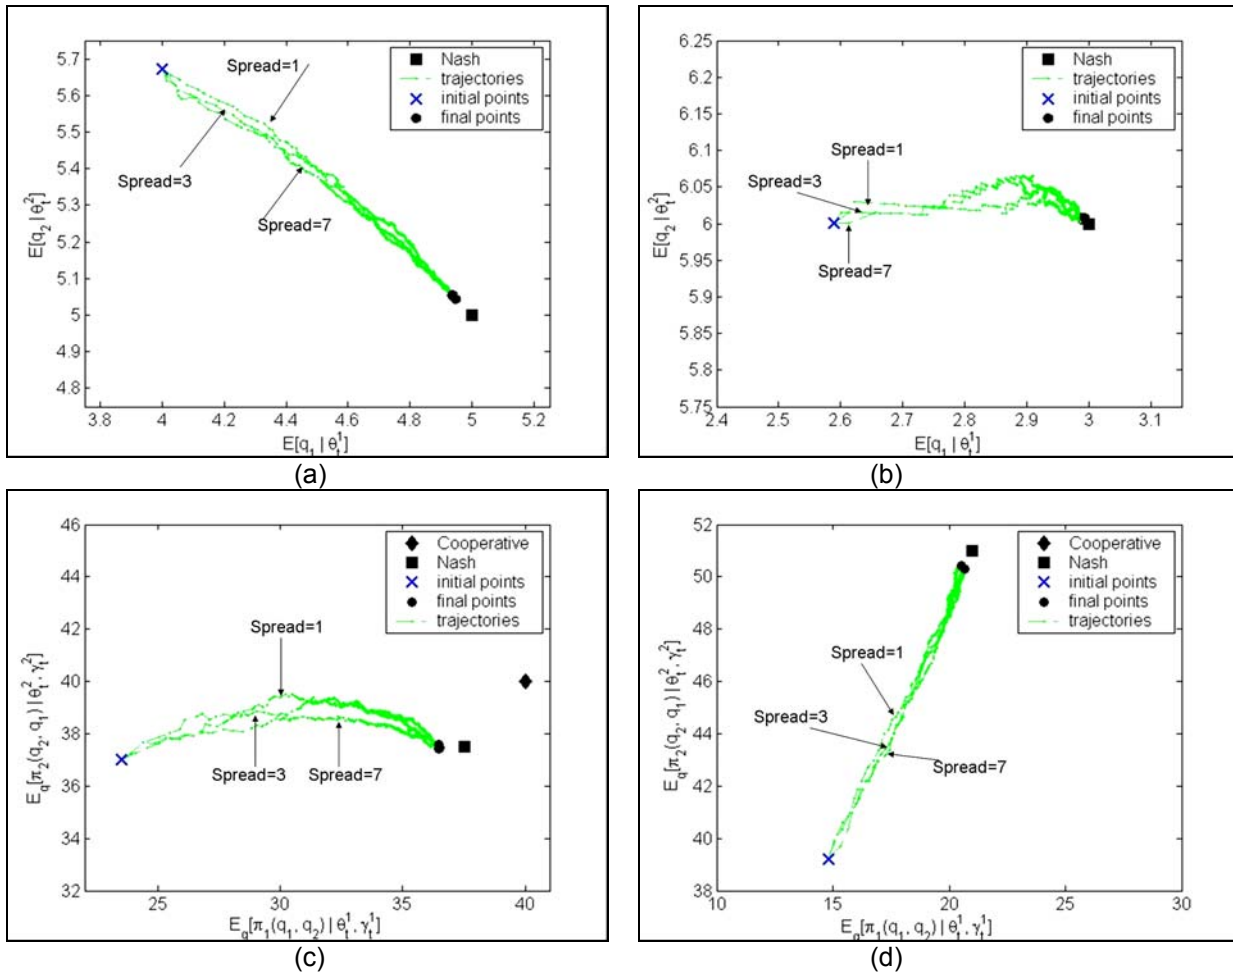 5.7
5.6
5.5
5.4
5.3
5.2
5.1
5
4.9
4.8
3.8 4 4.2 4.4 4.6 4.8 5 5.2
E[q₂ | θₜ²]
E[q₁ | θₜ¹]
Spread=1
Spread=3
Spread=7
Nash
trajectories
initial points
final points
(a)
6.25
6.2
6.15
6.1
6.05
6
5.95
5.9
5.85
5.8
5.75
2.4 2.5 2.6 2.7 2.8 2.9 3 3.1
E[q₂ | θₜ²]
E[q₁ | θₜ¹]
Spread=1
Spread=3
Spread=7
Nash
trajectories
initial points
final points
(b)
46
44
42
40
38
36
34
32
25 30 35 40
E_q[π₂(q₂, q₁) | θₜ², γₜ²]
E_q[π₁(q₁, q₂) | θₜ¹, γₜ¹]
Spread=1
Spread=3 Spread=7
Cooperative
Nash
initial points
final points
trajectories
(c)
52
50
48
46
44
42
40
38
10 15 20 25 30
E_q[π₂(q₂, q₁) | θₜ², γₜ²]
E_q[π₁(q₁, q₂) | θₜ¹, γₜ¹]
Spread=1
Spread=3
Spread=7
Cooperative
Nash
initial points
final points
trajectories
(d)